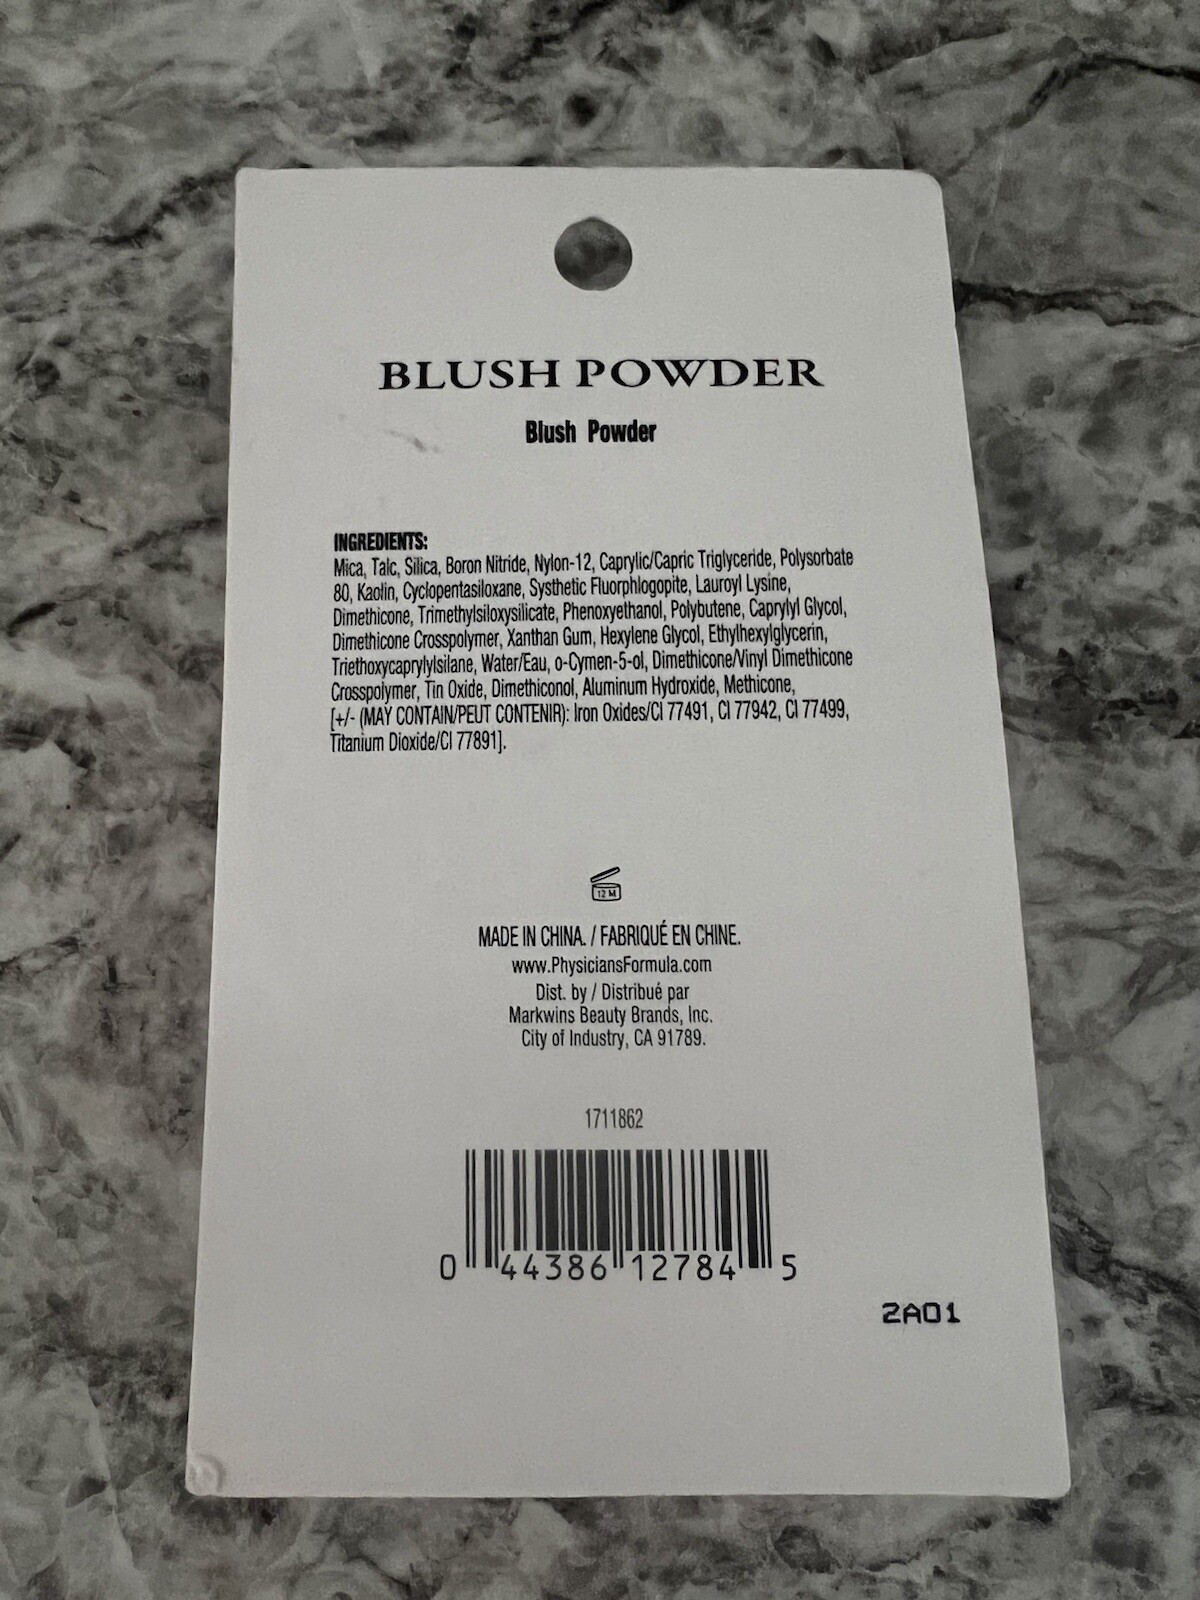 BLUSH POWDER
Blush Powder
INGREDIENTS:
Mica, Talc, Silica, Boron Nitride, Nylon-12, Caprylic/Capric Triglyceride, Polysorbate
80, Kaolin, Cyclopentasiloxane, Systhetic Fluorphlogopite, Lauroyl Lysine,
Dimethicone, Trimethylsiloxysilicate, Phenoxyethanol, Polybutene, Caprylyl Glycol,
Dimethicone Crosspolymer, Xanthan Gum, Hexylene Glycol, Ethylhexylglycerin,
Triethoxycaprylylsilane, Water/Eau, o-Cymen-5-ol, Dimethicone/Vinyl Dimethicone
Crosspolymer, Tin Oxide, Dimethiconol, Aluminum Hydroxide, Methicone,
[+/- (MAY CONTAIN/PEUT CONTENIR): Iron Oxides/CI 77491, CI 77942, CI 77499,
Titanium Dioxide/CI 77891].
12 M
MADE IN CHINA. / FABRIQUÉ EN CHINE.
www.PhysiciansFormula.com
Dist. by / Distribué par
Markwins Beauty Brands, Inc.
City of Industry, CA 91789.
1711862
0 44386 12784 5
2A01